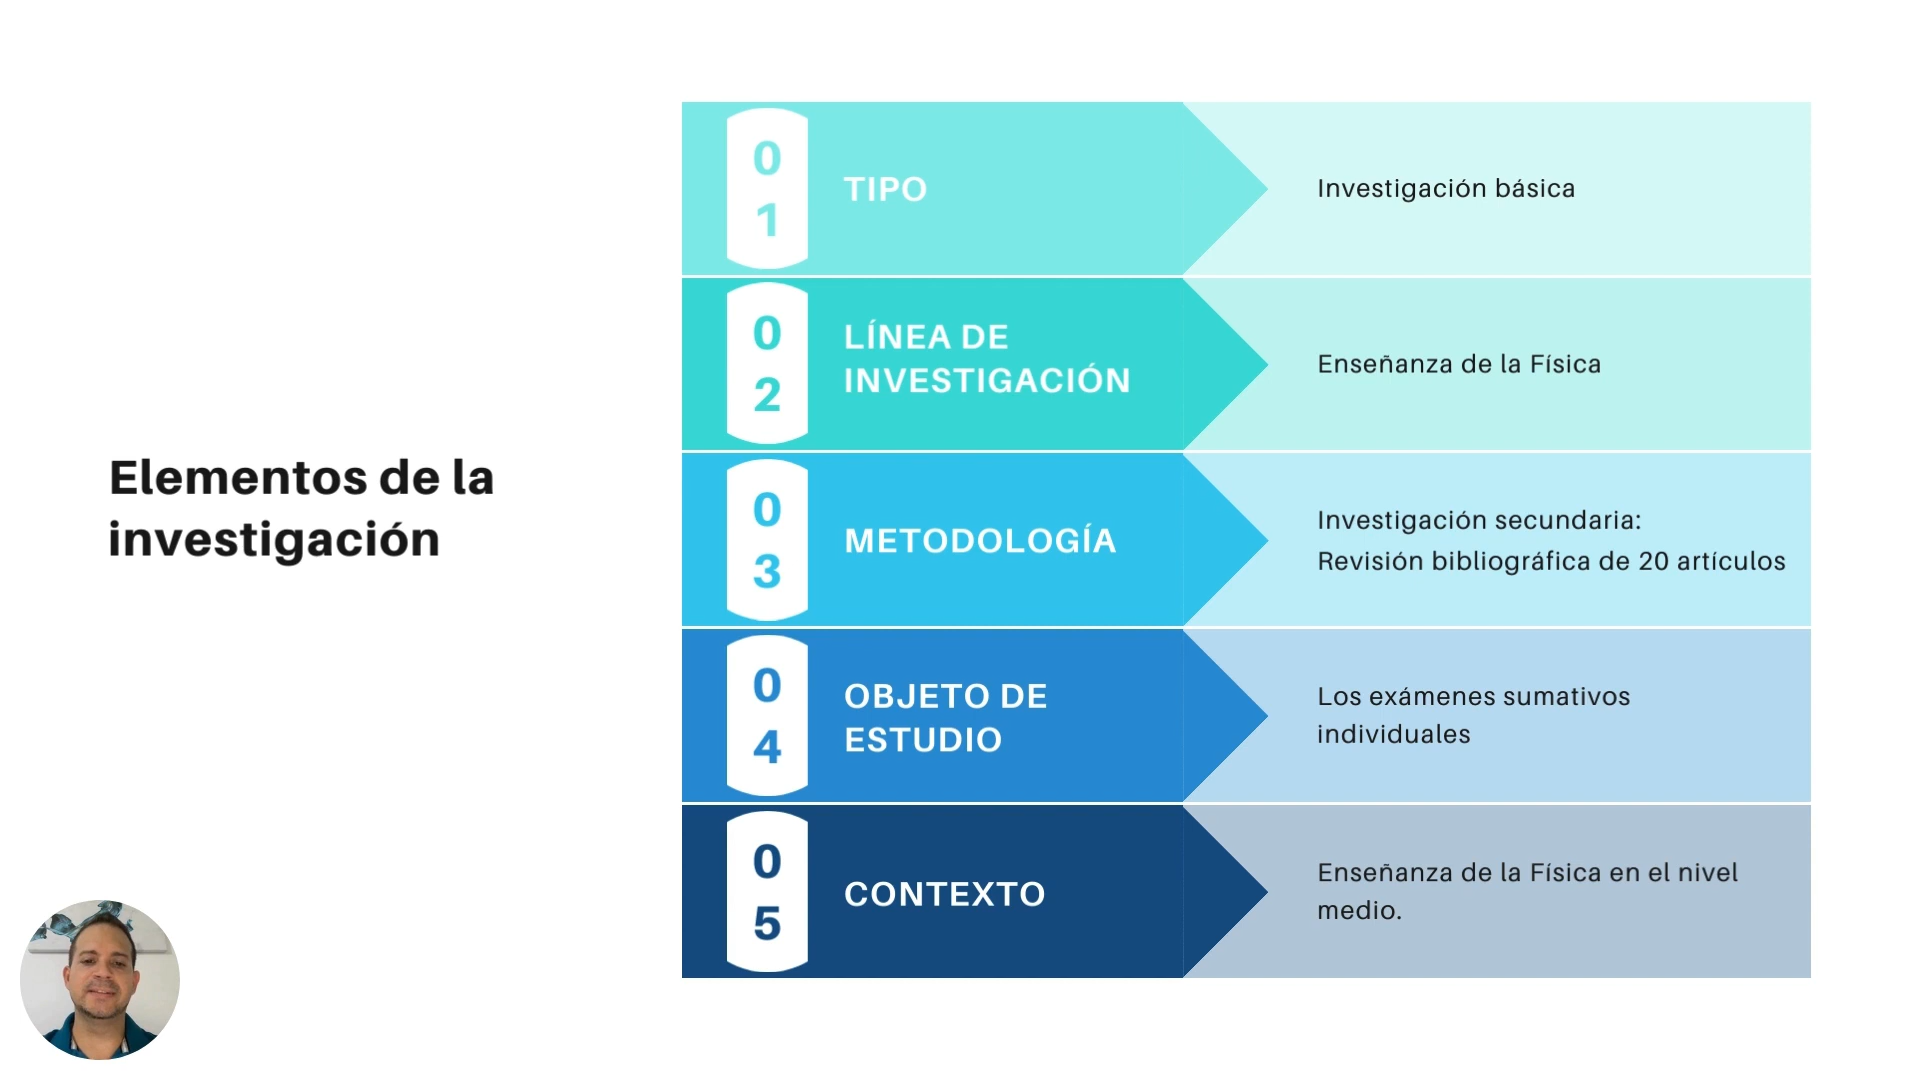 Elementos de la
investigación
0
1
TIPO
Investigación básica
0
2
LÍNEA DE
INVESTIGACIÓN
Enseñanza de la Física
0
3
METODOLOGÍA
Investigación secundaria:
Revisión bibliográfica de 20 artículos
0
4
OBJETO DE
ESTUDIO
Los exámenes sumativos
individuales
0
5
CONTEXTO
Enseñanza de la Física en el nivel
medio.